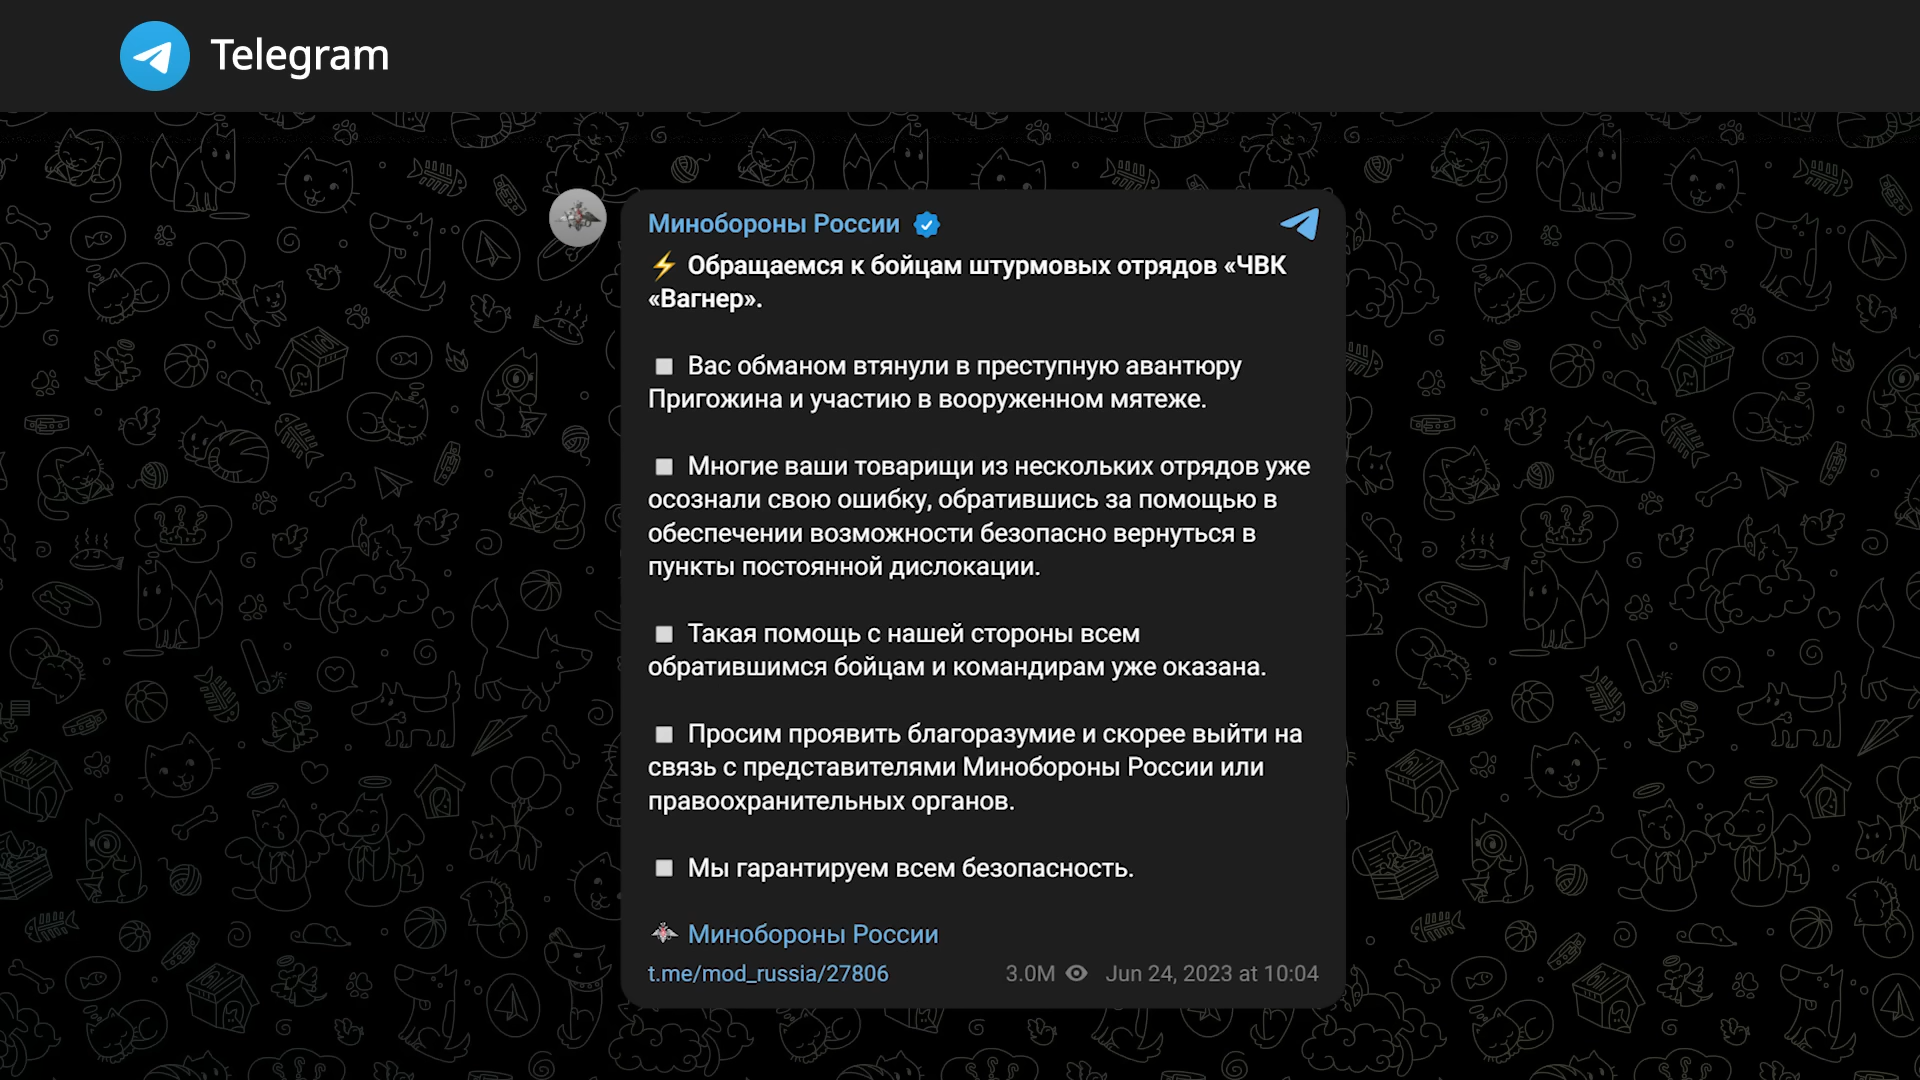 Telegram
Минобороны России
⚡ Обращаемся к бойцам штурмовых отрядов «ЧВК
«Вагнер».
◽ Вас обманом втянули в преступную авантюру
Пригожина и участию в вооруженном мятеже.
◽ Многие ваши товарищи из нескольких отрядов уже
осознали свою ошибку, обратившись за помощью в
обеспечении возможности безопасно вернуться в
пункты постоянной дислокации.
◽ Такая помощь с нашей стороны всем
обратившимся бойцам и командирам уже оказана.
◽ Просим проявить благоразумие и скорее выйти на
связь с представителями Минобороны России или
правоохранительных органов.
◽ Мы гарантируем всем безопасность.
Минобороны России
t.me/mod_russia/27806 3.0M Jun 24, 2023 at 10:04